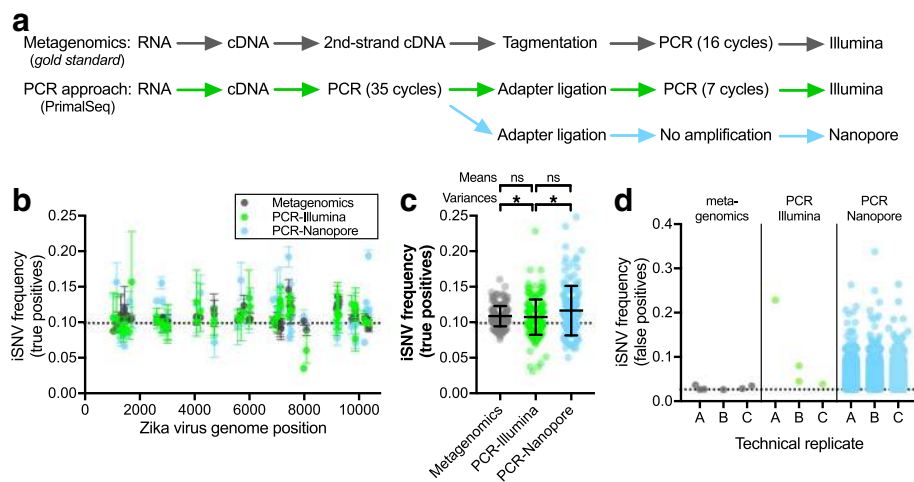 a
Metagenomics: RNA cDNA 2nd-strand cDNA Tagmentation PCR (16 cycles) Illumina
(gold standard)
PCR approach: RNA cDNA PCR (35 cycles) Adapter ligation PCR (7 cycles) Illumina
(PrimalSeq)
Adapter ligation No amplification Nanopore
b
Metagenomics
PCR-Illumina
PCR-Nanopore
iSNV frequency
(true positives)
0.25
0.20
0.15
0.10
0.05
0.00
0 2000 4000 6000 8000 10000
Zika virus genome position
c
Means ns ns
Variances * *
iSNV frequency
(true positives)
0.25
0.20
0.15
0.10
0.05
0.00
Metagenomics
PCR-Illumina
PCR-Nanopore
d
meta-
genomics
PCR
Illumina
PCR
Nanopore
iSNV frequency
(false positives)
0.4
0.3
0.2
0.1
0.0
A B C A B C A B C
Technical replicate